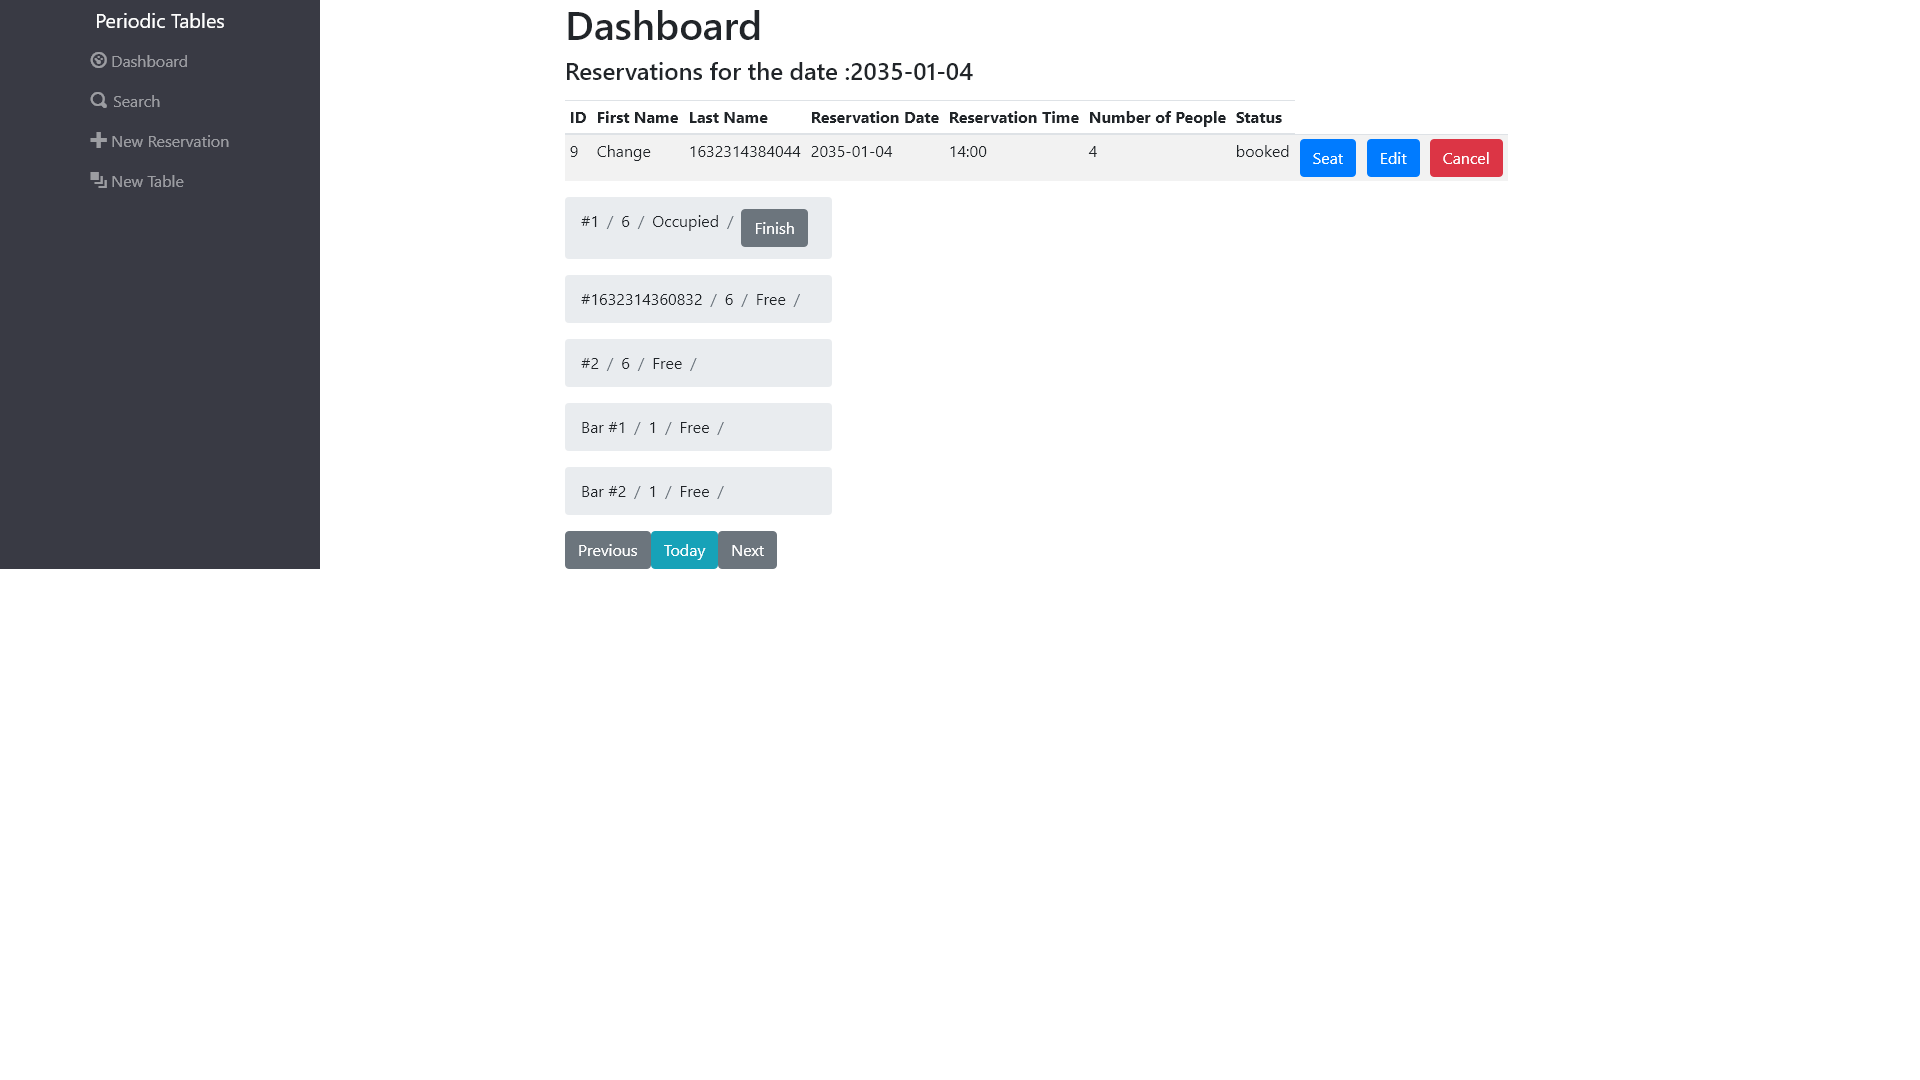 Periodic Tables
Dashboard
Search
New Reservation
New Table
Dashboard
Reservations for the date :2035-01-04
ID First Name Last Name Reservation Date Reservation Time Number of People Status
9 Change 1632314384044 2035-01-04 14:00 4 booked Seat Edit Cancel
#1 / 6 / Occupied / Finish
#1632314360832 / 6 / Free /
#2 / 6 / Free /
Bar #1 / 1 / Free /
Bar #2 / 1 / Free /
Previous Today Next